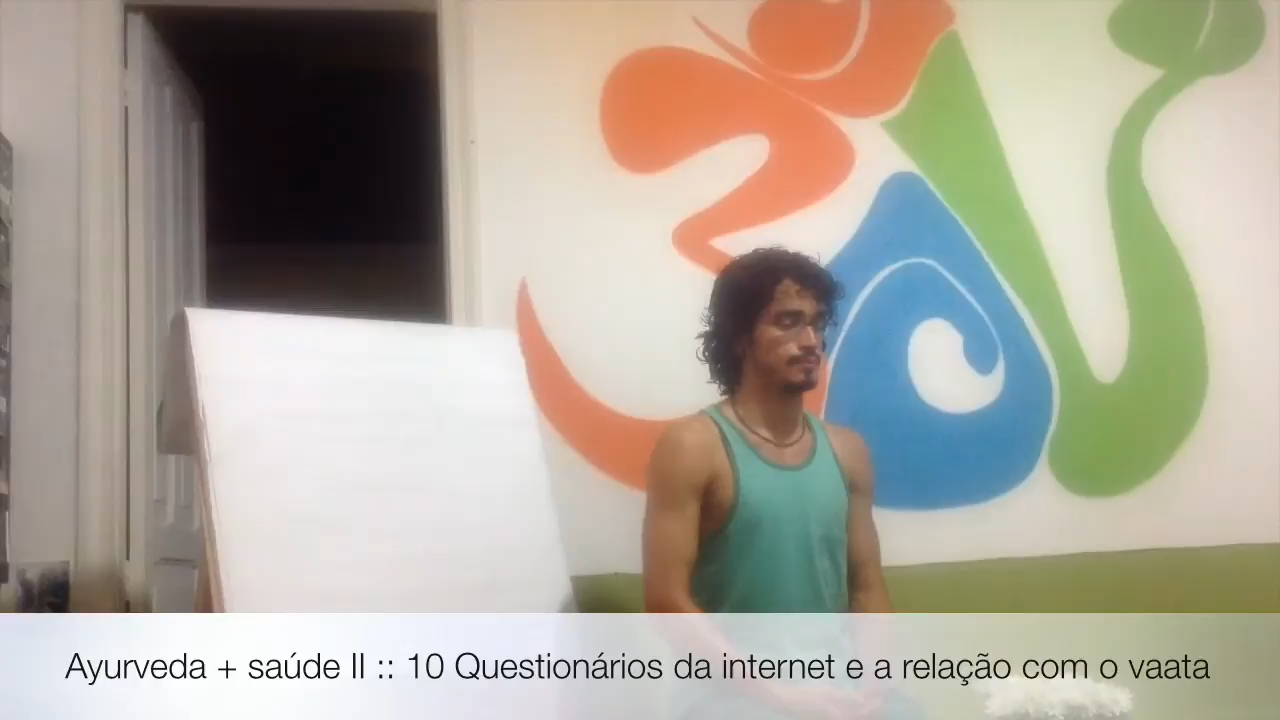 Ayurveda + saúde II :: 10 Questionários da internet e a relação com o vaata